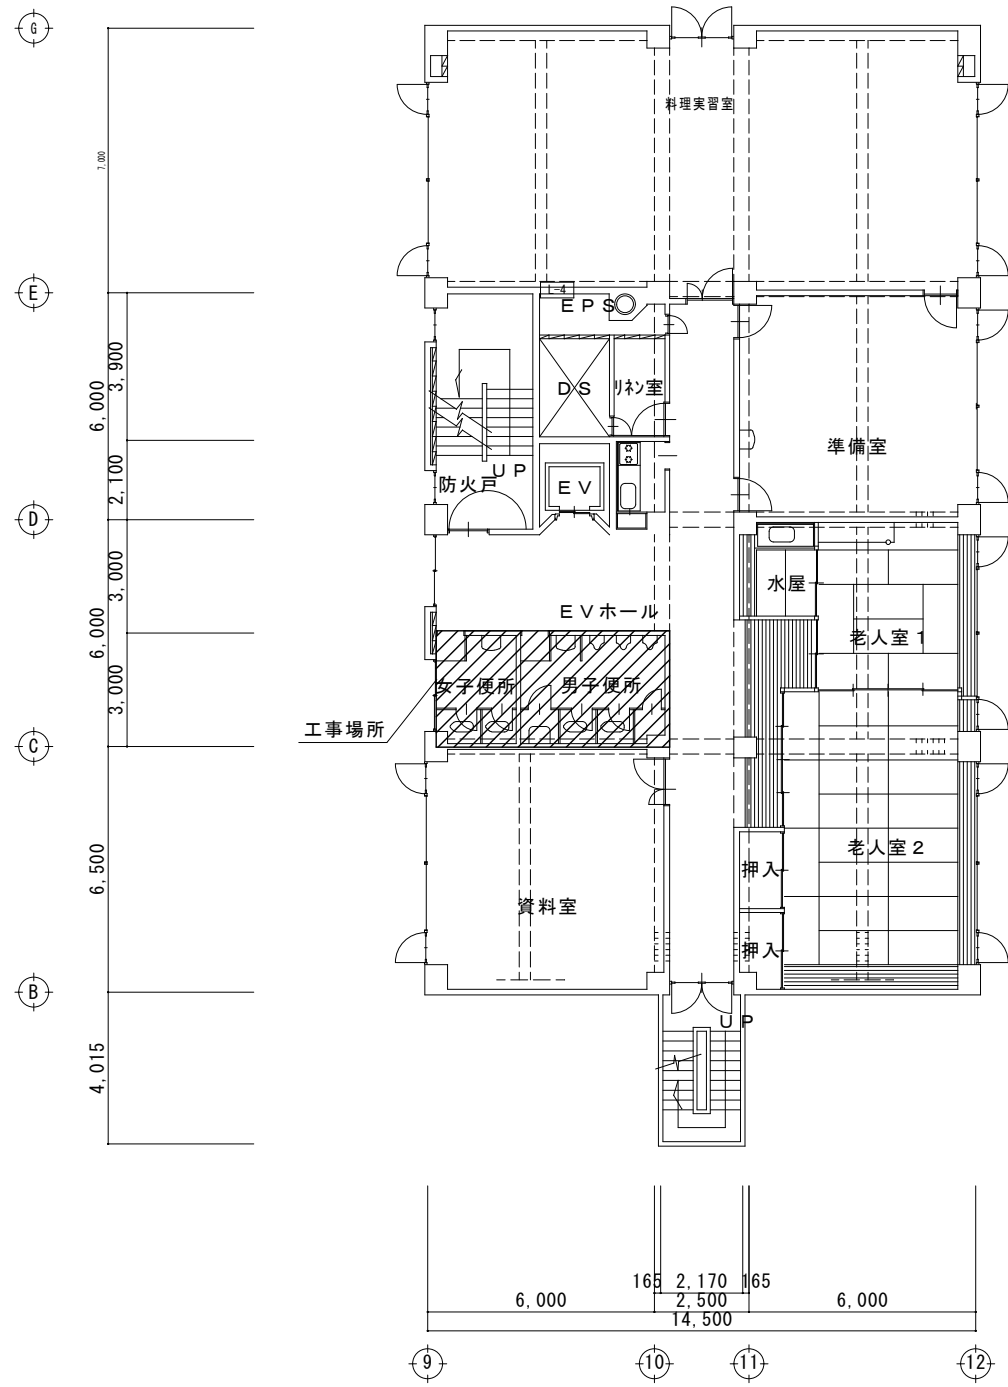 G
料理実習室
7,000
E
L-4
EPS
3,900
6,000
DS
リネン室
準備室
UP
2,100
防火戸
EV
D
水屋
3,000
EVホール
老人室1
6,000
女子便所
男子便所
3,000
工事場所
C
老人室2
6,500
押入
資料室
押入
B
UP
4,015
165 2,170 165
6,000 2,500 6,000
14,500
9 10 11 12